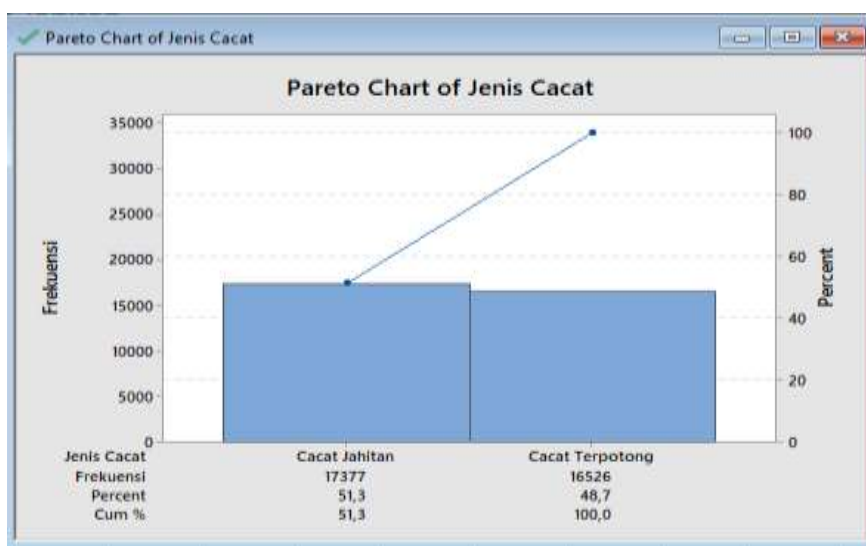 Pareto Chart of Jenis Cacat
Pareto Chart of Jenis Cacat
35000
30000
25000
20000
15000
10000
5000
0
Frekuensi
100
80
60
40
20
0
Percent
Jenis Cacat Cacat Jahitan Cacat Terpotong
Frekuensi 17377 16526
Percent 51,3 48,7
Cum % 51,3 100,0